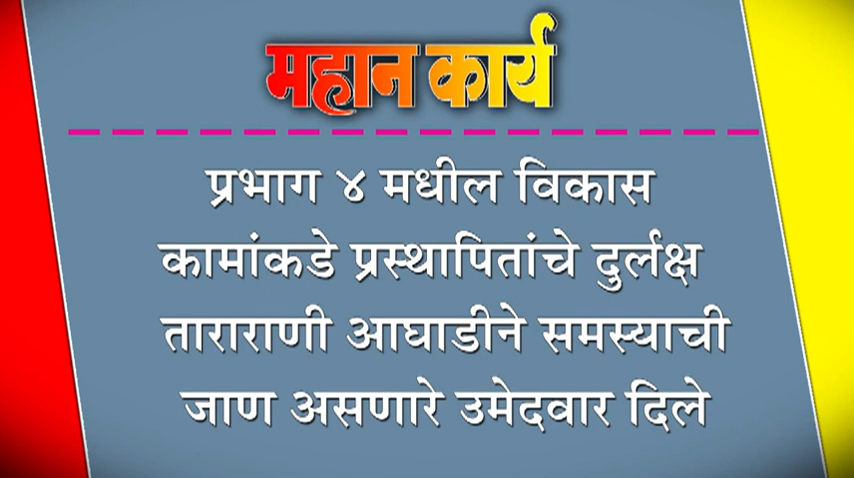 महान कार्य
प्रभाग ४ मधील विकास
कामांकडे प्रस्थापितांचे दुर्लक्ष
ताराराणी आघाडीने समस्याची
जाण असणारे उमेदवार दिले